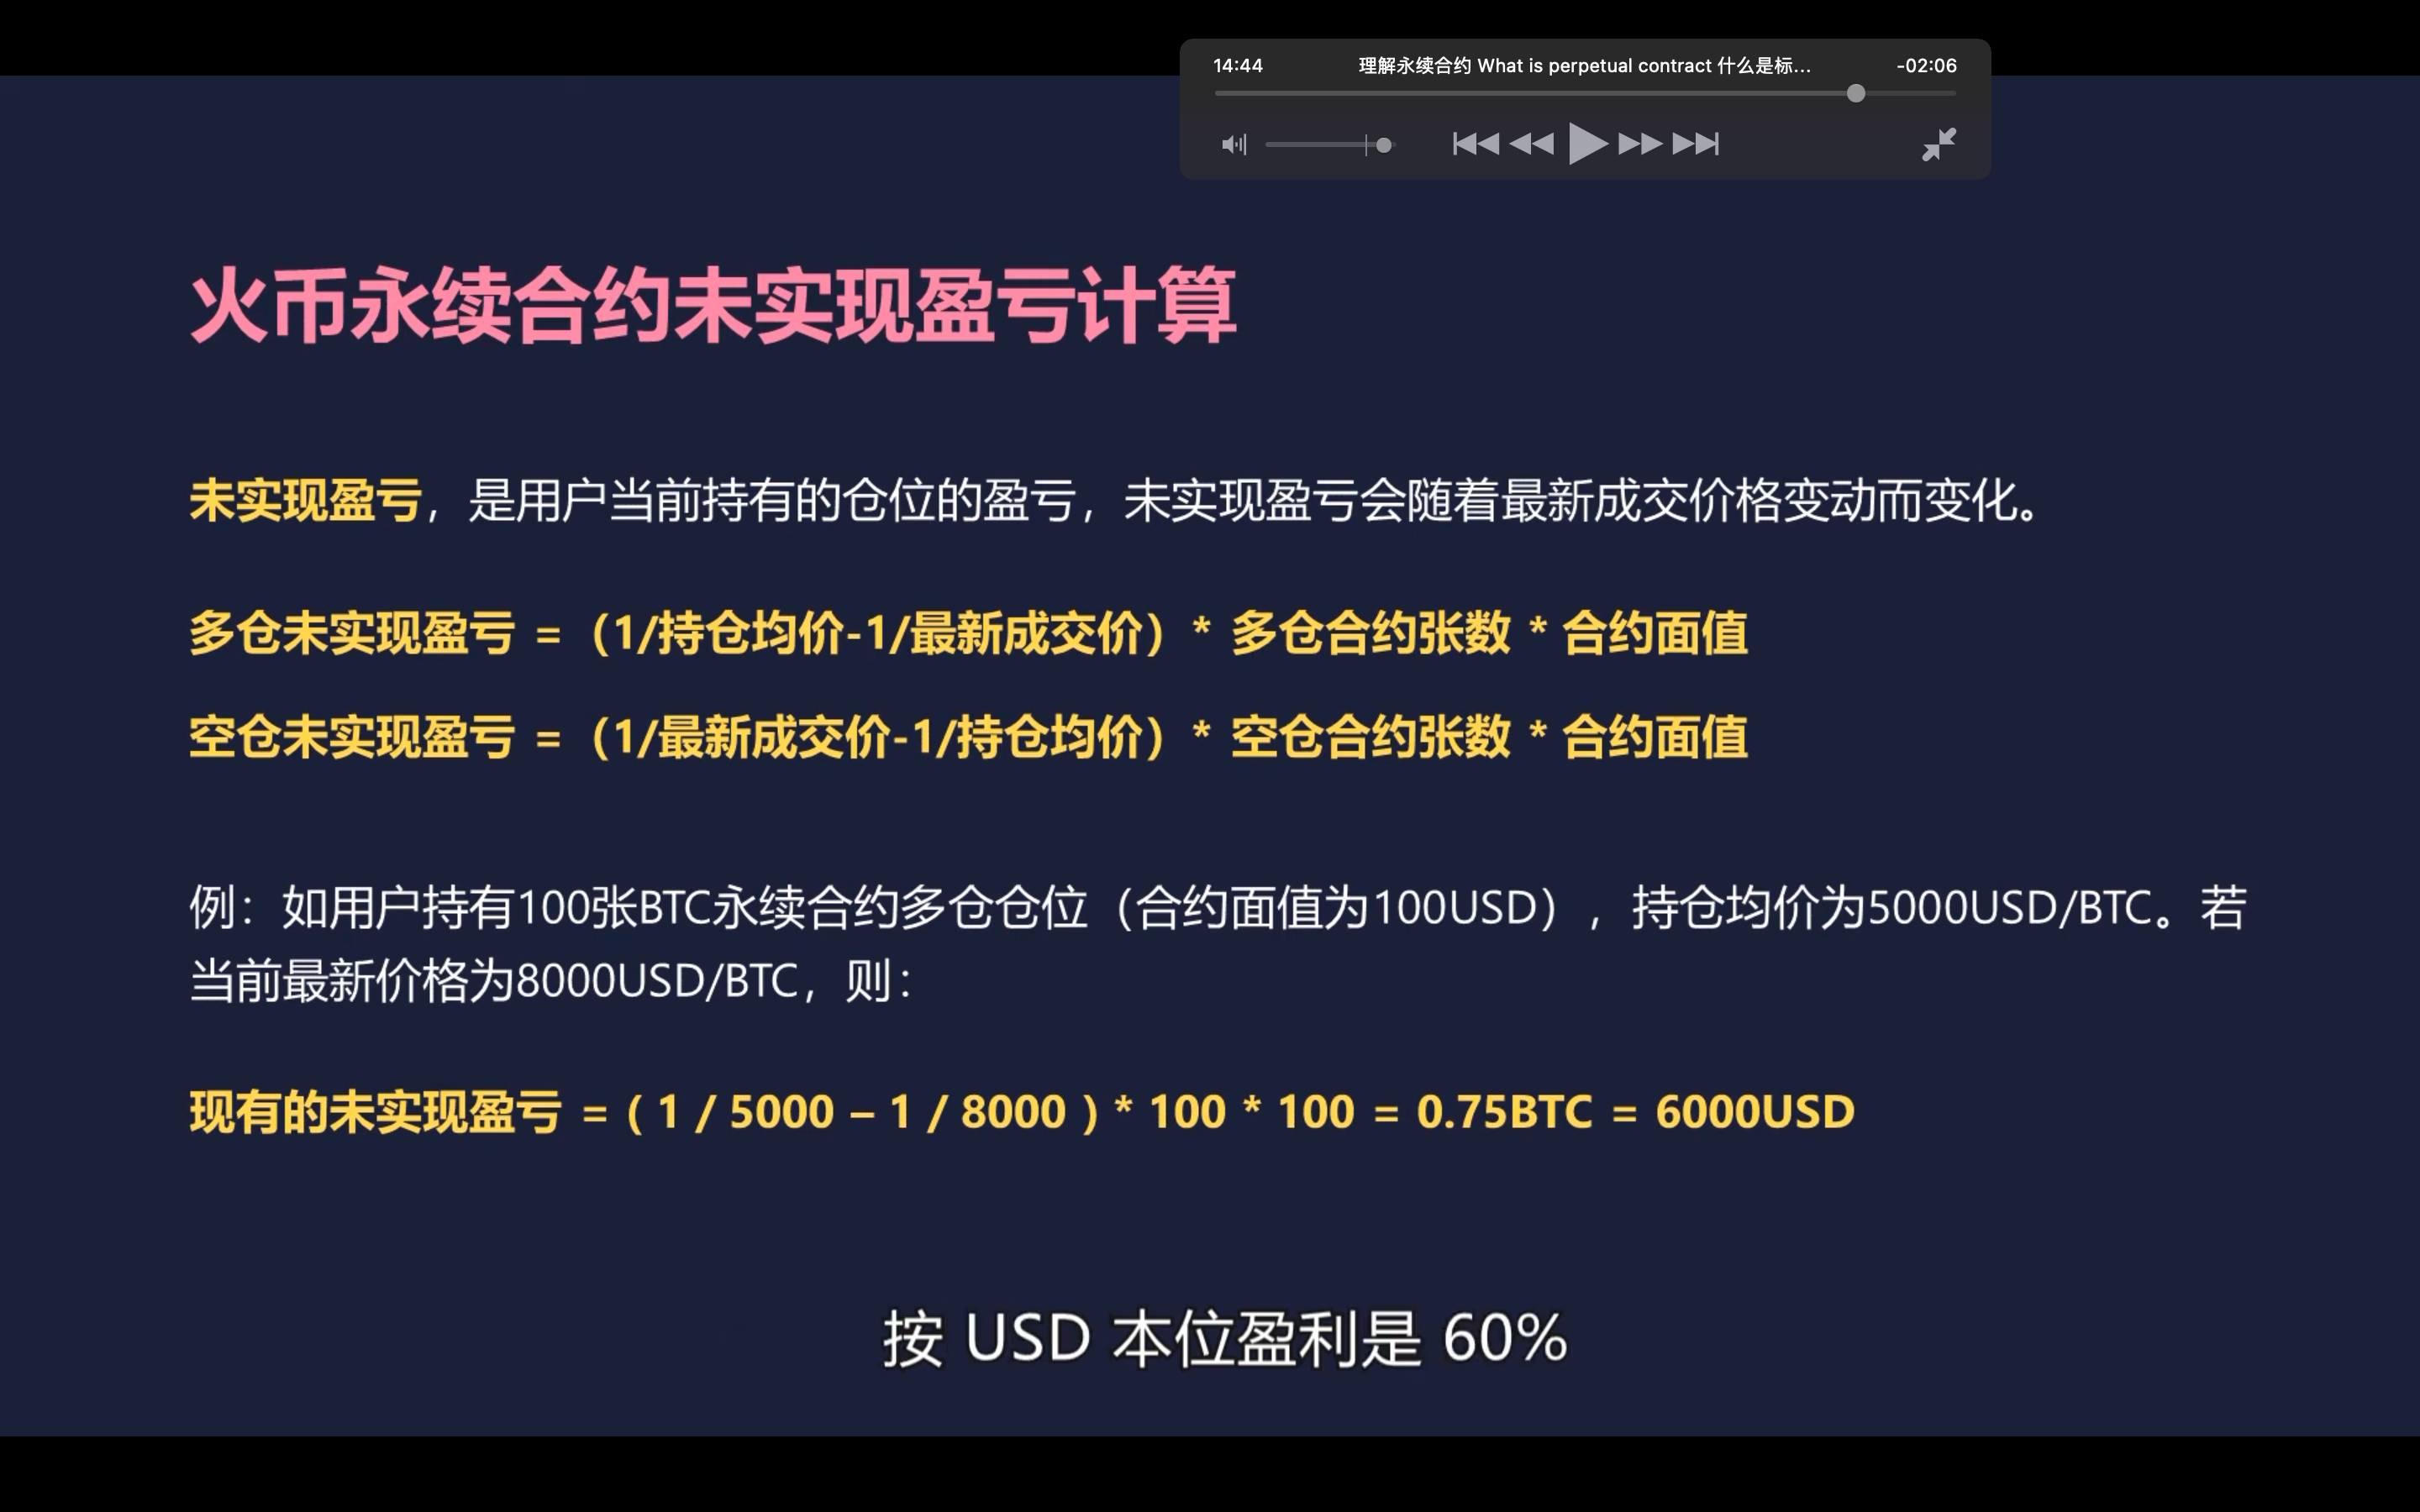 14:44 理解永续合约 What is perpetual contract 什么是标… -02:06
火币永续合约未实现盈亏计算
未实现盈亏，是用户当前持有的仓位的盈亏，未实现盈亏会随着最新成交价格变动而变化。
多仓未实现盈亏 =（1/持仓均价-1/最新成交价）* 多仓合约张数 * 合约面值
空仓未实现盈亏 =（1/最新成交价-1/持仓均价）* 空仓合约张数 * 合约面值
例：如用户持有100张BTC永续合约多仓仓位（合约面值为100USD），持仓均价为5000USD/BTC。若
当前最新价格为8000USD/BTC，则：
现有的未实现盈亏 = ( 1 / 5000 – 1 / 8000 ) * 100 * 100 = 0.75BTC = 6000USD
按 USD 本位盈利是 60%